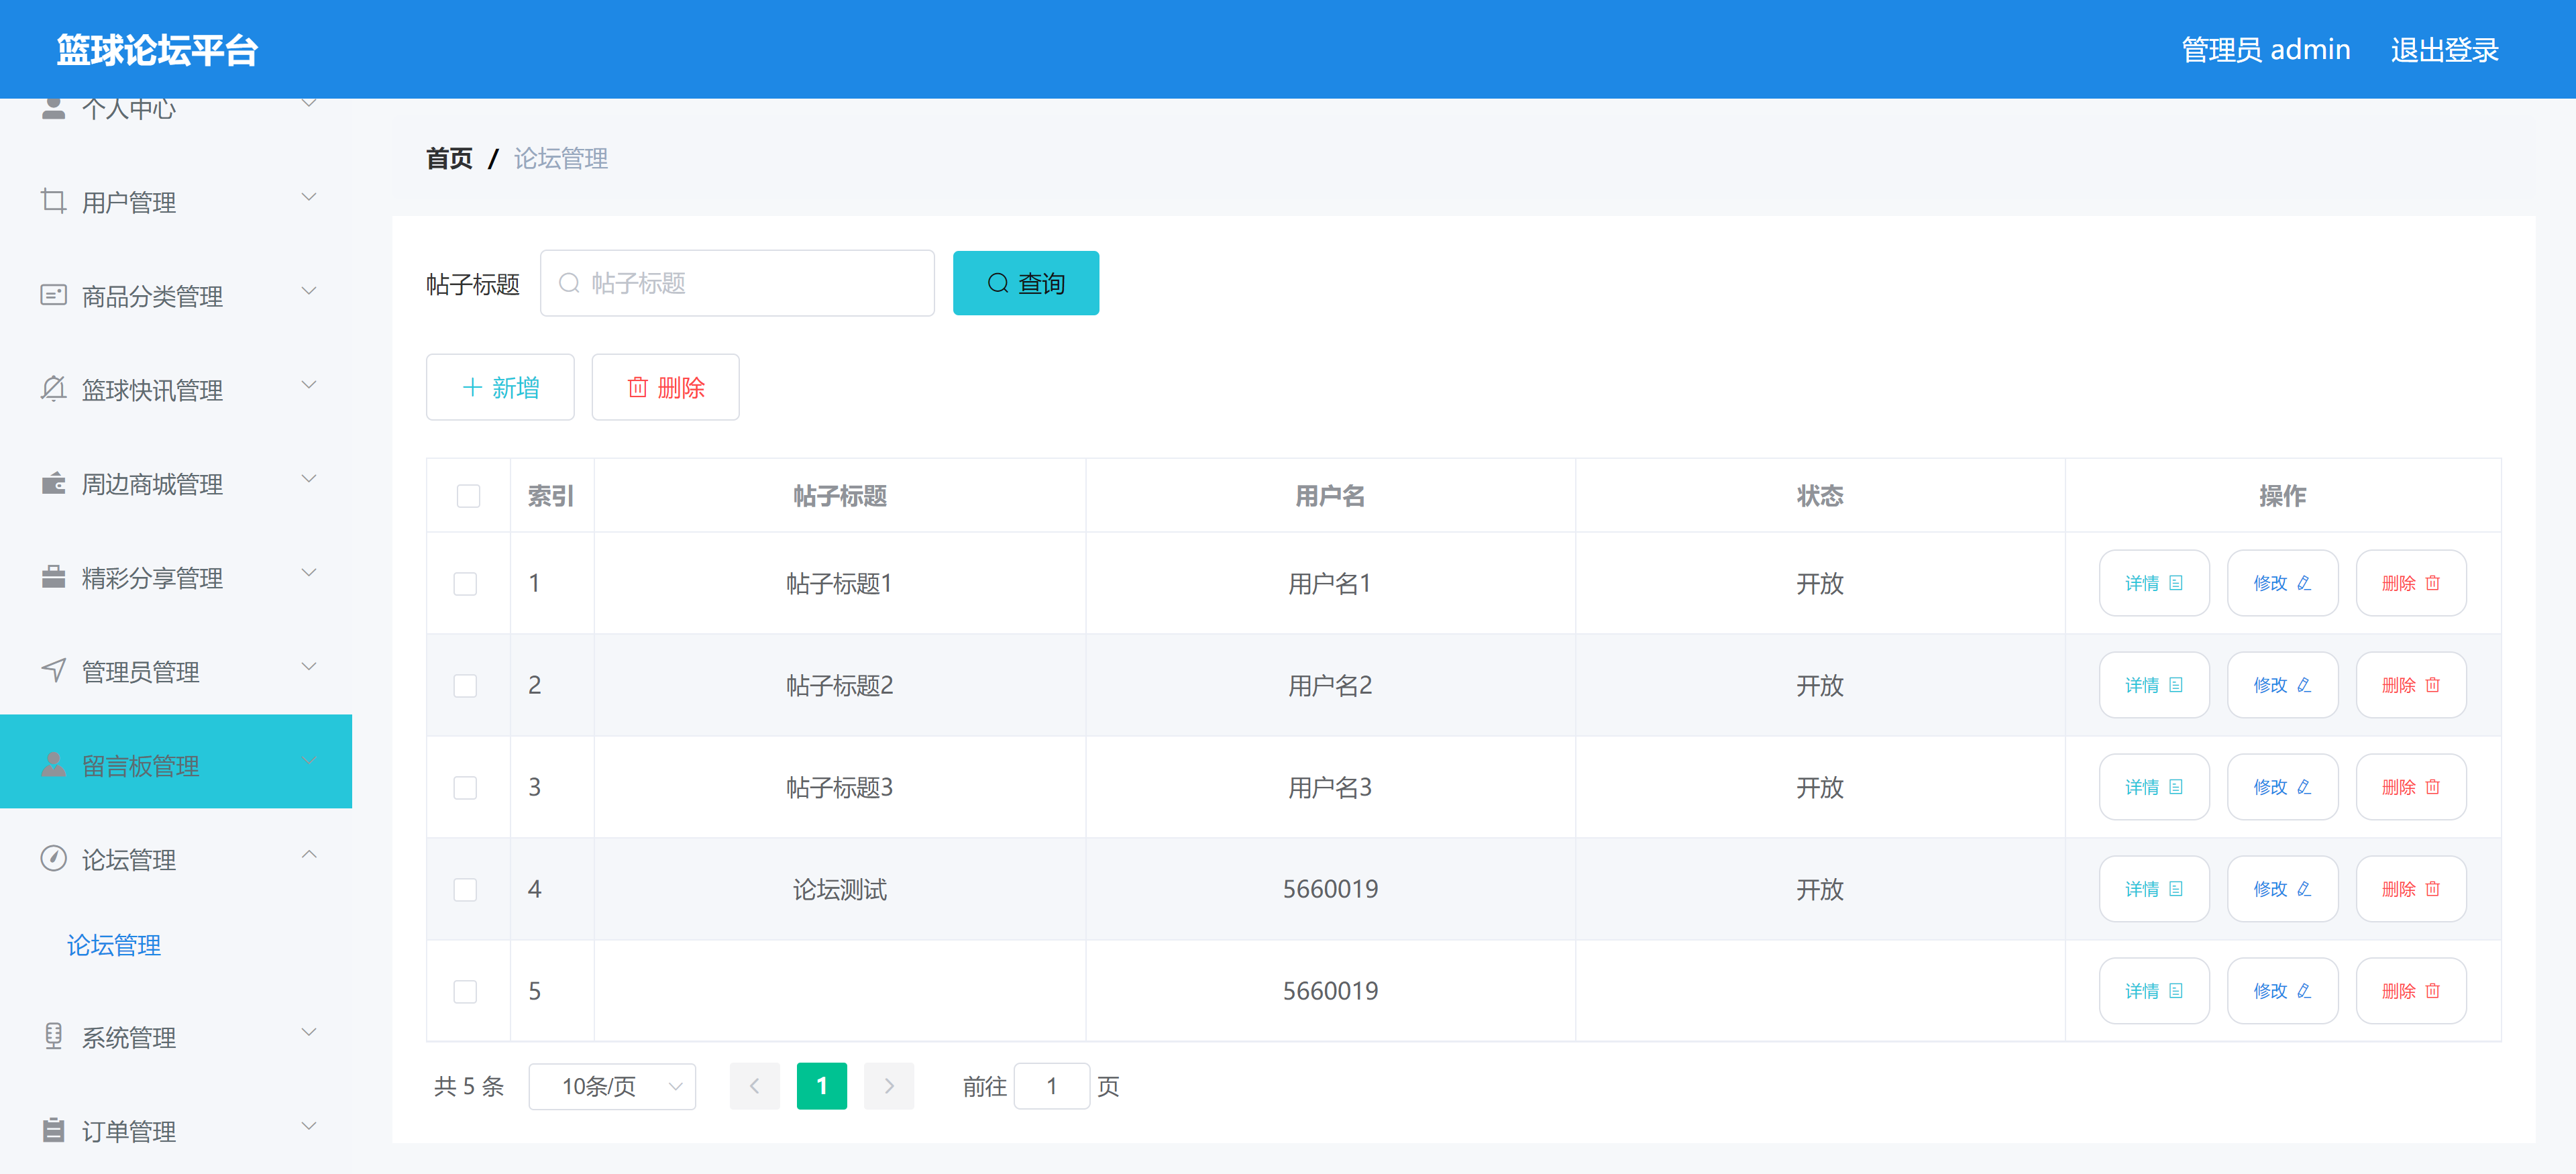 篮球论坛平台
管理员 admin 退出登录
个人中心
用户管理
商品分类管理
篮球快讯管理
周边商城管理
精彩分享管理
管理员管理
留言板管理
论坛管理
论坛管理
系统管理
订单管理
首页 / 论坛管理
帖子标题 帖子标题 查询
新增 删除
索引 帖子标题 用户名 状态 操作
1 帖子标题1 用户名1 开放 详情 修改 删除
2 帖子标题2 用户名2 开放 详情 修改 删除
3 帖子标题3 用户名3 开放 详情 修改 删除
4 论坛测试 5660019 开放 详情 修改 删除
5 5660019 详情 修改 删除
共 5 条 10条/页 1 前往 1 页